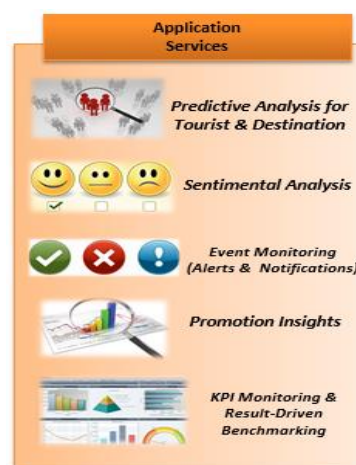 Application
Services
Predictive Analysis for
Tourist & Destination
Sentimental Analysis
Event Monitoring
(Alerts & Notifications)
Promotion Insights
KPI Monitoring &
Result-Driven
Benchmarking